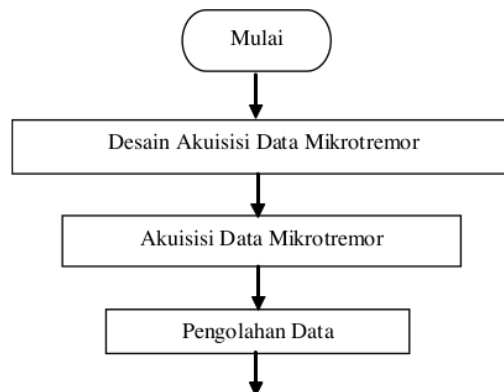 Mulai
Desain Akuisisi Data Mikrotremor
Akuisisi Data Mikrotremor
Pengolahan Data